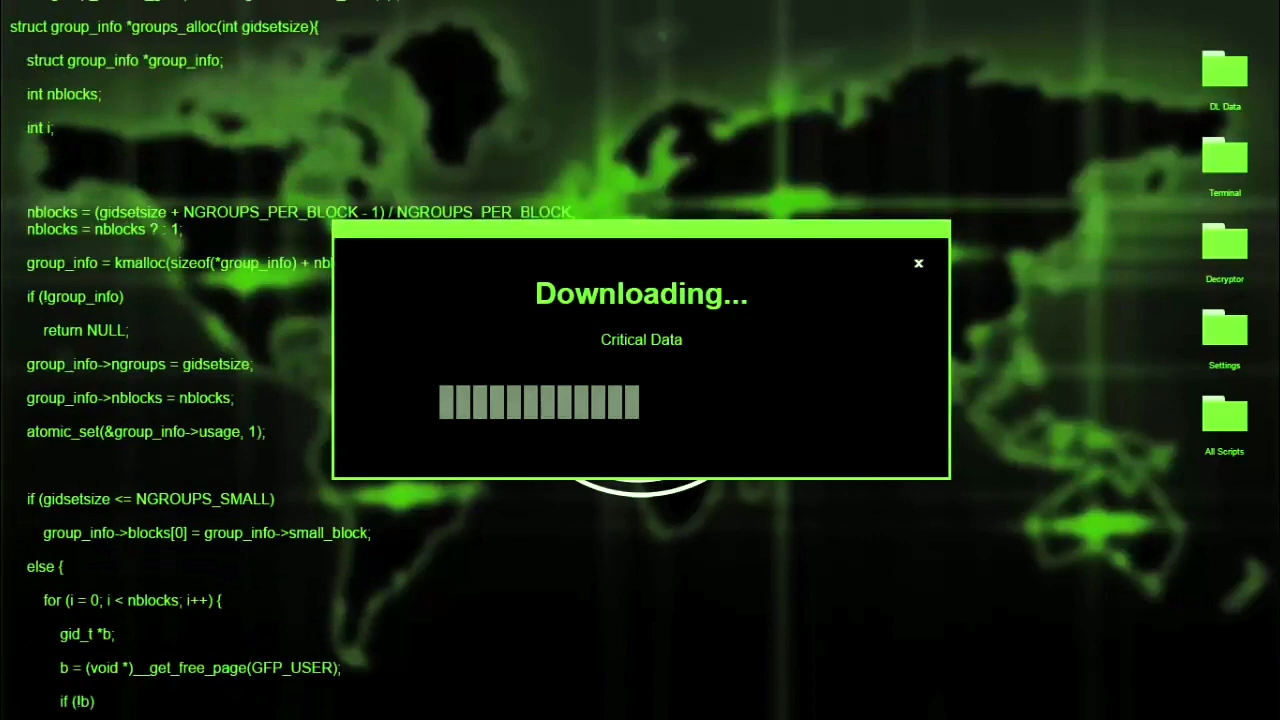 struct group_info *groups_alloc(int gidsetsize){
struct group_info *group_info;
int nblocks;
int i;
nblocks = (gidsetsize + NGROUPS_PER_BLOCK - 1) / NGROUPS_PER_BLOCK;
nblocks = nblocks ? : 1;
group_info = kmalloc(sizeof(*group_info) + nbl
if (!group_info)
return NULL;
group_info->ngroups = gidsetsize;
group_info->nblocks = nblocks;
atomic_set(&group_info->usage, 1);
if (gidsetsize <= NGROUPS_SMALL)
group_info->blocks[0] = group_info->small_block;
else {
for (i = 0; i < nblocks; i++) {
gid_t *b;
b = (void *)__get_free_page(GFP_USER);
if (!b)
x
Downloading...
Critical Data
DL Data
Terminal
Decryptor
Settings
All Scripts